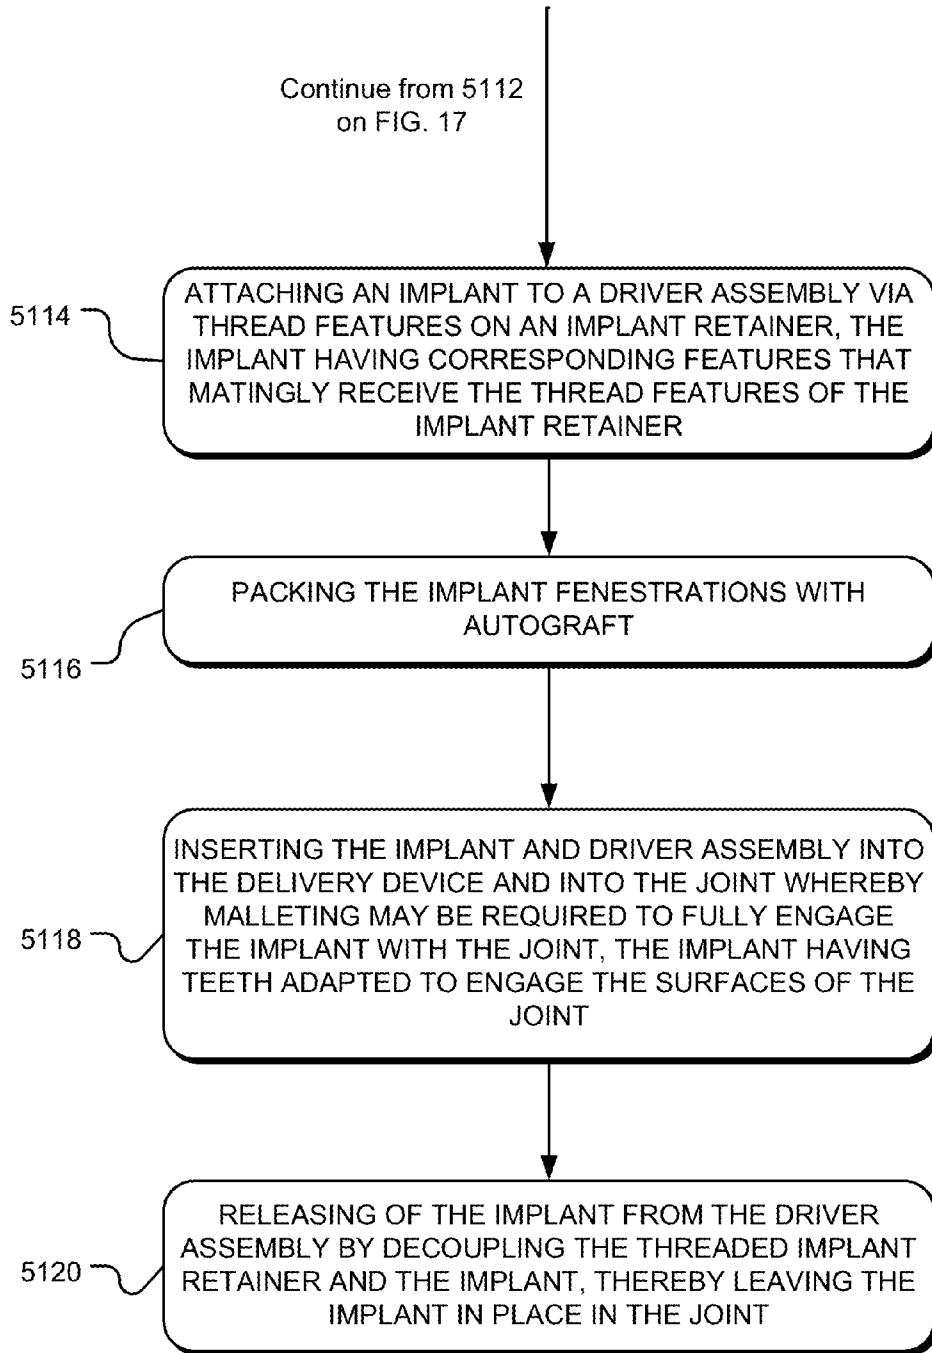 Continue from 5112
on FIG. 17
5114
ATTACHING AN IMPLANT TO A DRIVER ASSEMBLY VIA
THREAD FEATURES ON AN IMPLANT RETAINER, THE
IMPLANT HAVING CORRESPONDING FEATURES THAT
MATINGLY RECEIVE THE THREAD FEATURES OF THE
IMPLANT RETAINER
5116
PACKING THE IMPLANT FENESTRATIONS WITH
AUTOGRAFT
5118
INSERTING THE IMPLANT AND DRIVER ASSEMBLY INTO
THE DELIVERY DEVICE AND INTO THE JOINT WHEREBY
MALLETING MAY BE REQUIRED TO FULLY ENGAGE
THE IMPLANT WITH THE JOINT, THE IMPLANT HAVING
TEETH ADAPTED TO ENGAGE THE SURFACES OF THE
JOINT
5120
RELEASING OF THE IMPLANT FROM THE DRIVER
ASSEMBLY BY DECOUPLING THE THREADED IMPLANT
RETAINER AND THE IMPLANT, THEREBY LEAVING THE
IMPLANT IN PLACE IN THE JOINT